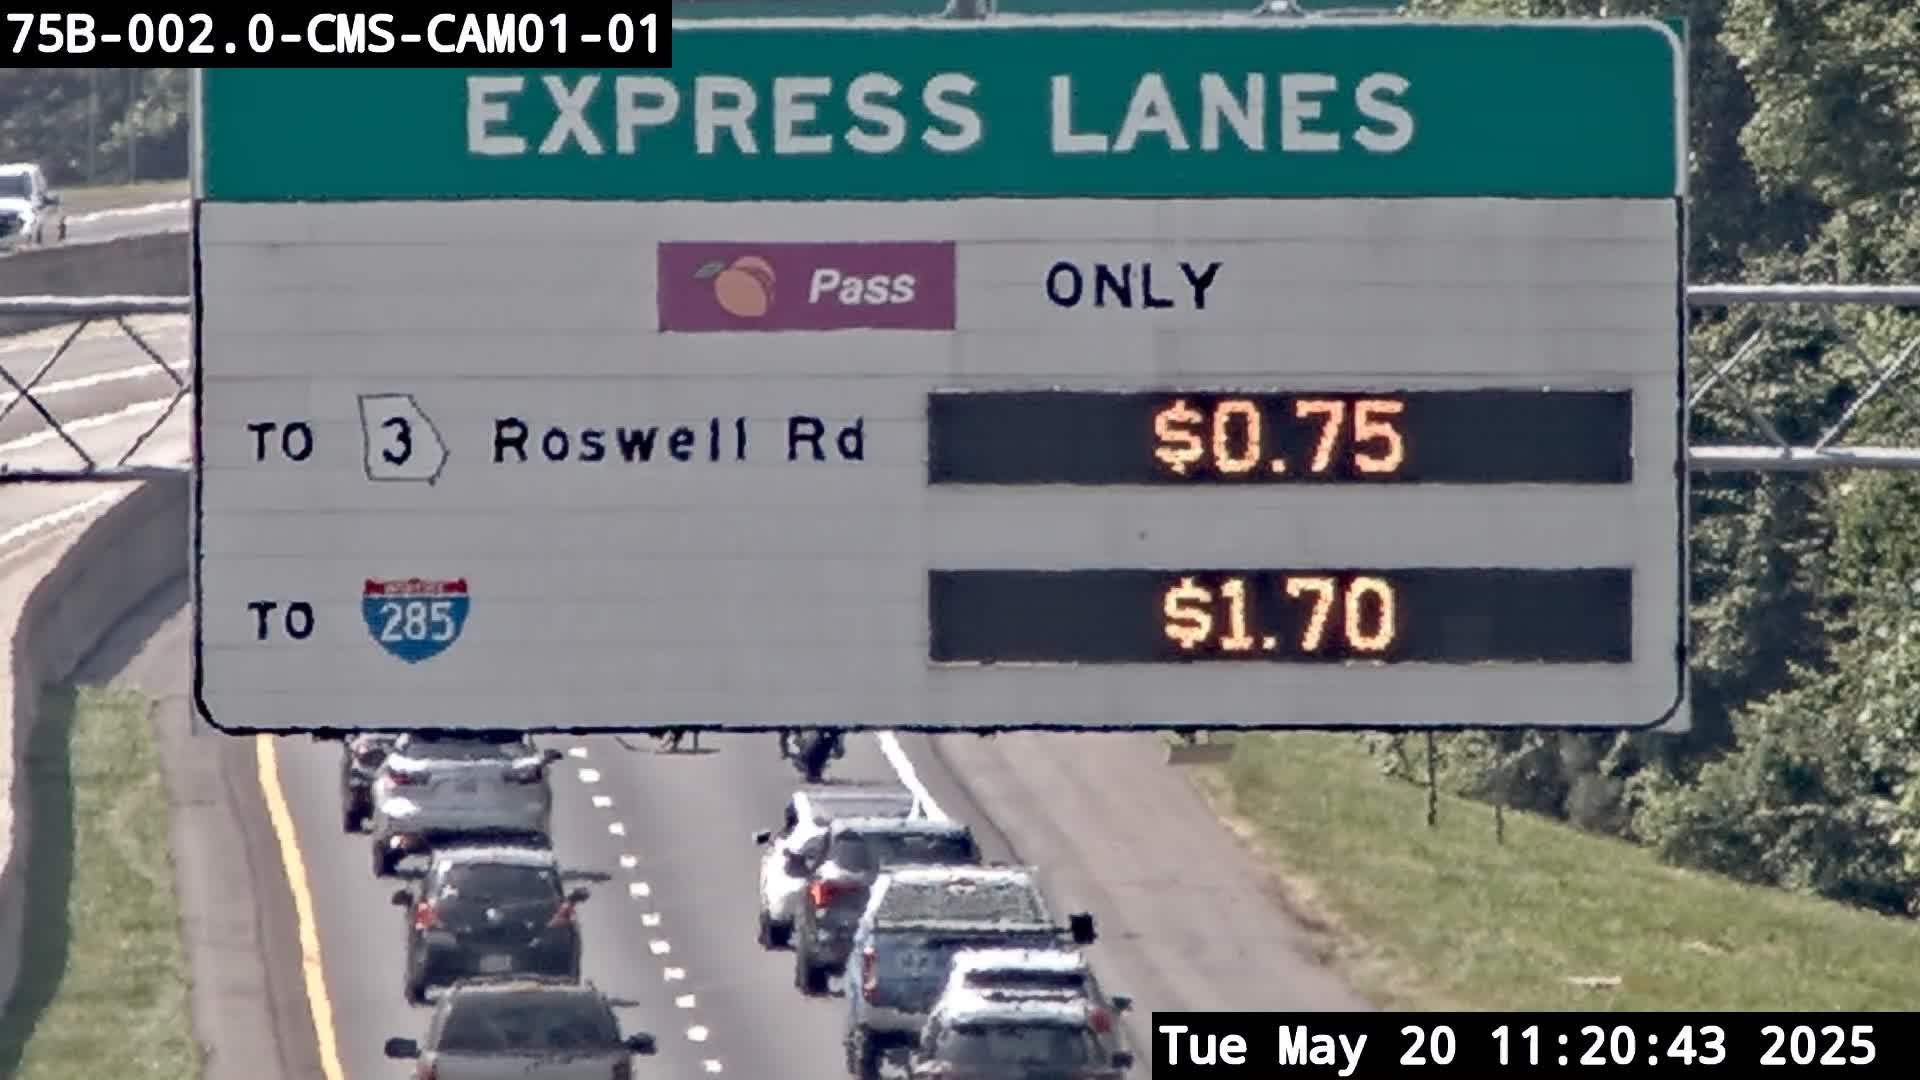 75B-002.0-CMS-CAM01-01
EXPRESS LANES
Pass ONLY
TO 3 Roswell Rd $0.75
TO 285 $1.70
Tue May 20 11:20:43 2025